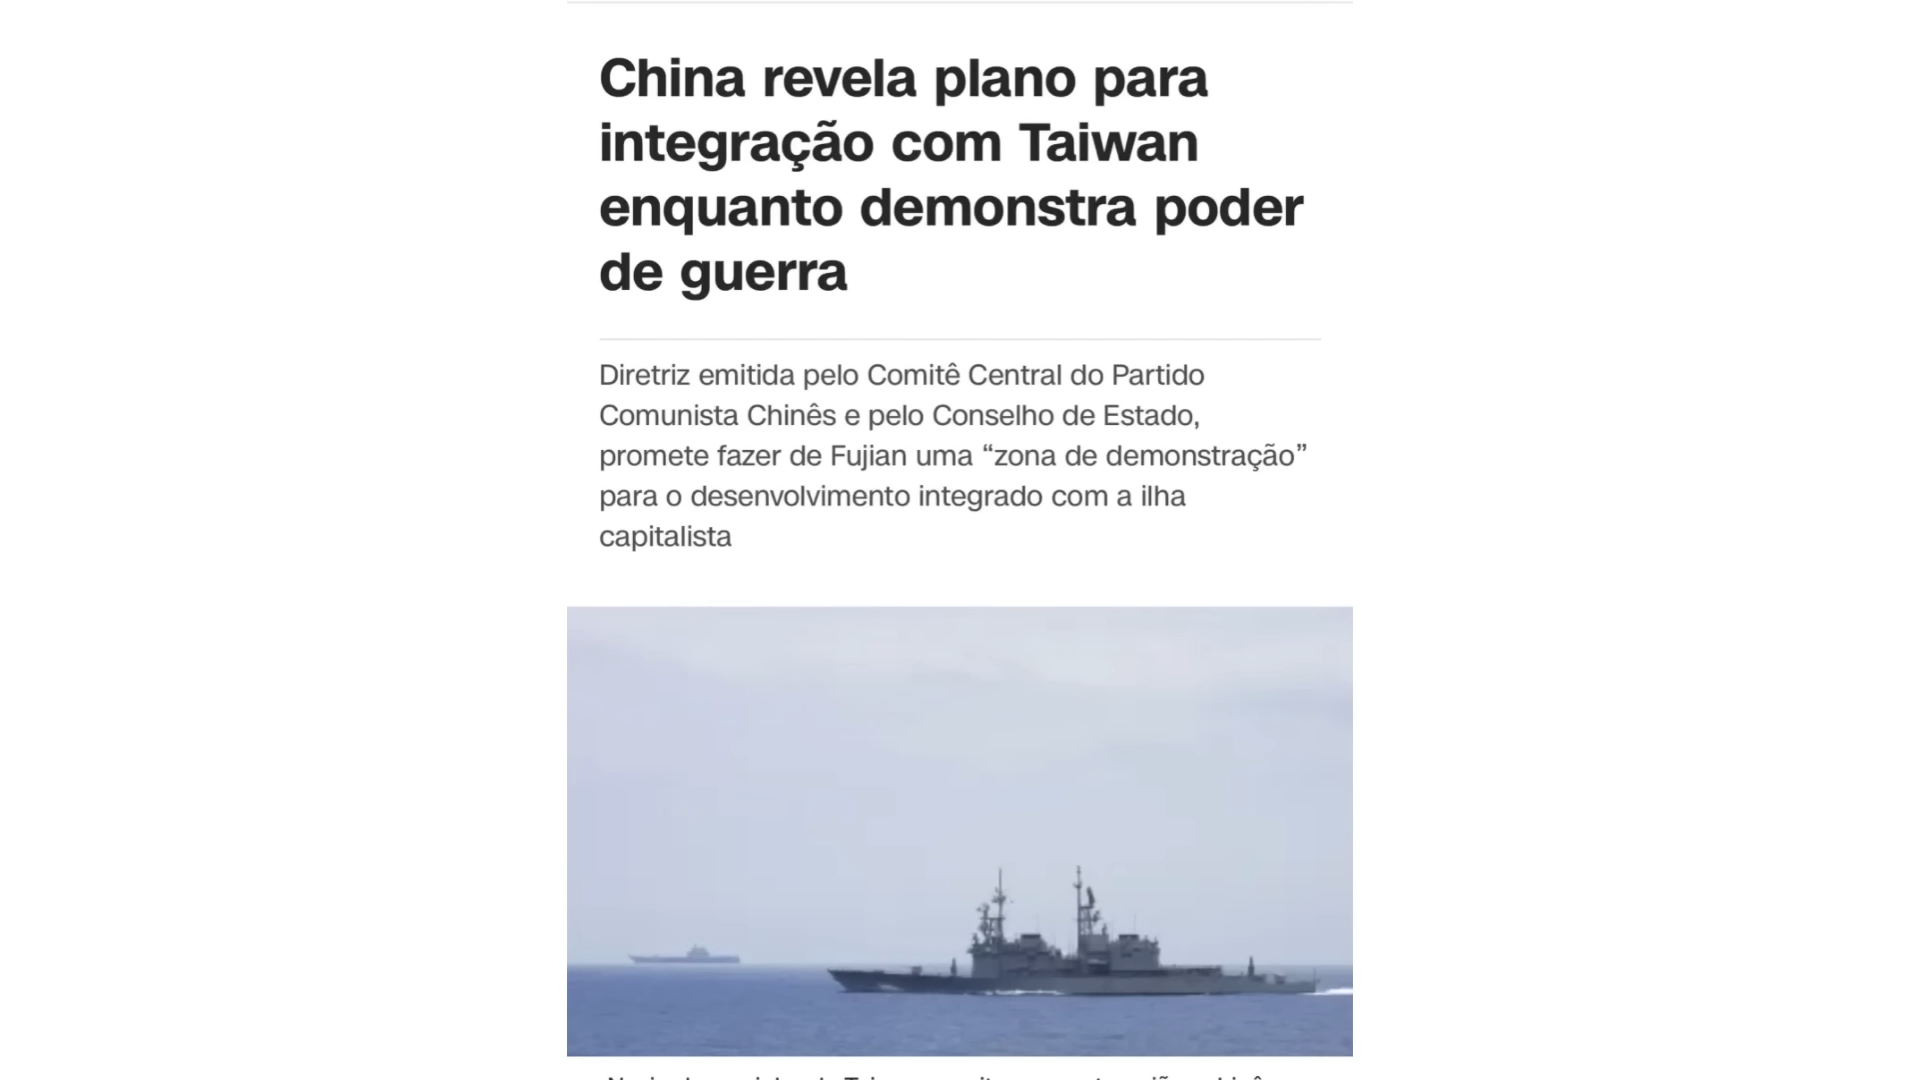 China revela plano para
integração com Taiwan
enquanto demonstra poder
de guerra
Diretriz emitida pelo Comitê Central do Partido
Comunista Chinês e pelo Conselho de Estado,
promete fazer de Fujian uma “zona de demonstração”
para o desenvolvimento integrado com a ilha
capitalista